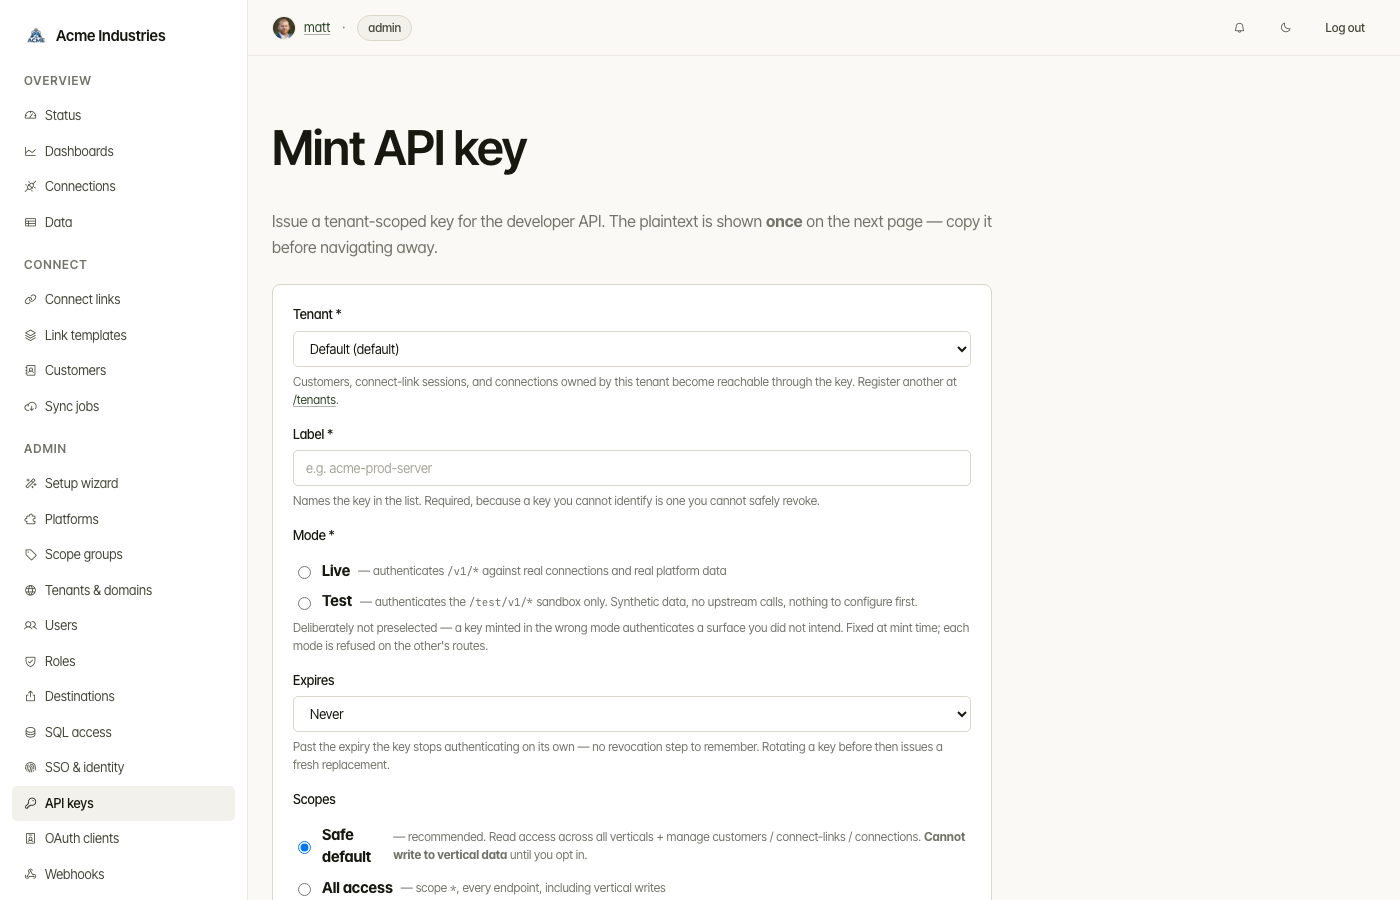 ACME
Acme Industries
OVERVIEW
Status
Dashboards
Connections
Data
CONNECT
Connect links
Link templates
Customers
Sync jobs
ADMIN
Setup wizard
Platforms
Scope groups
Tenants & domains
Users
Roles
Destinations
SQL access
SSO & identity
API keys
OAuth clients
Webhooks
matt · admin
Log out
Mint API key
Issue a tenant-scoped key for the developer API. The plaintext is shown once on the next page — copy it
before navigating away.
Tenant *
Default (default)
Customers, connect-link sessions, and connections owned by this tenant become reachable through the key. Register another at
/tenants.
Label *
e.g. acme-prod-server
Names the key in the list. Required, because a key you cannot identify is one you cannot safely revoke.
Mode *
Live — authenticates /v1/* against real connections and real platform data
Test — authenticates the /test/v1/* sandbox only. Synthetic data, no upstream calls, nothing to configure first.
Deliberately not preselected — a key minted in the wrong mode authenticates a surface you did not intend. Fixed at mint time; each
mode is refused on the other's routes.
Expires
Never
Past the expiry the key stops authenticating on its own — no revocation step to remember. Rotating a key before then issues a
fresh replacement.
Scopes
Safe default — recommended. Read access across all verticals + manage customers / connect-links / connections. Cannot
write to vertical data until you opt in.
All access — scope *, every endpoint, including vertical writes